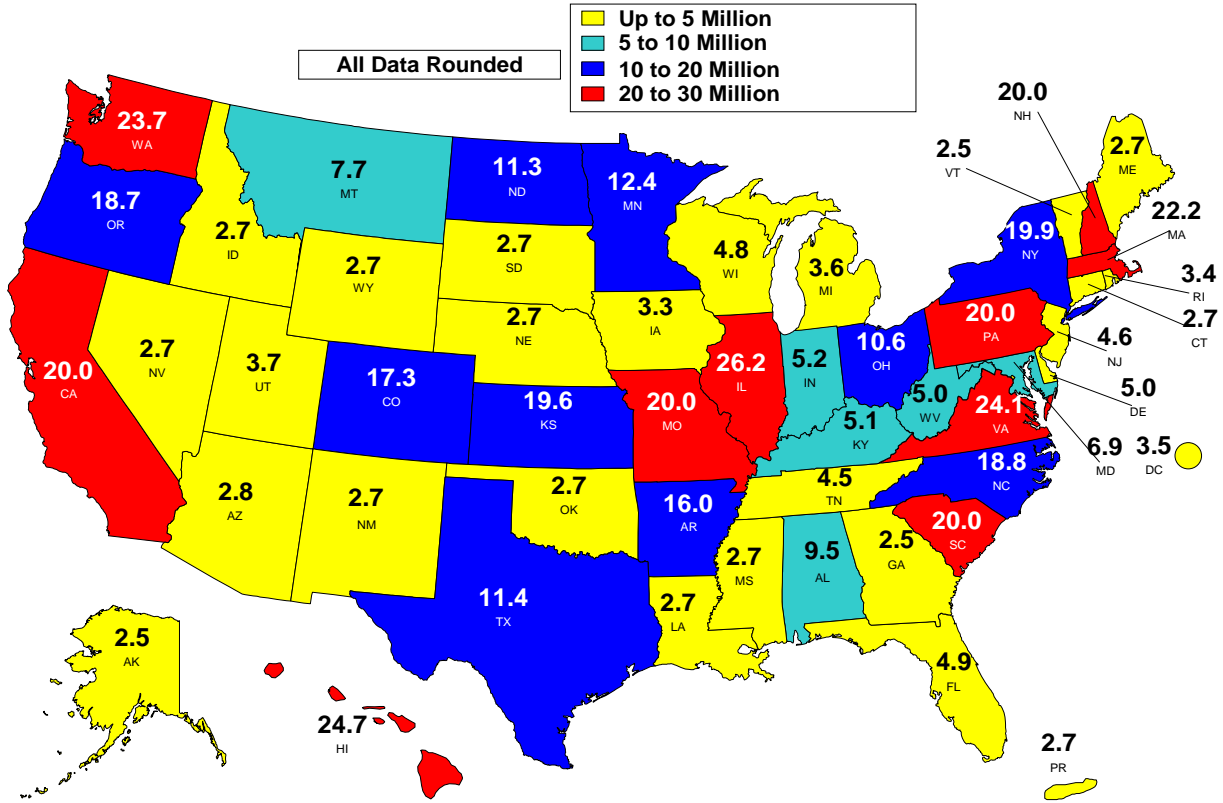 Up to 5 Million
5 to 10 Million
All Data Rounded
10 to 20 Million
20 to 30 Million
20.0
NH
23.7
WA
2.7
ME
2.5
VT
7.7
MT
11.3
ND
12.4
MN
18.7
OR
22.2
MA
19.9
NY
2.7
ID
2.7
SD
4.8
WI
3.6
MI
2.7
WY
3.4
RI
3.3
IA
2.7
NE
2.7
CT
20.0
PA
4.6
NJ
2.7
NV
3.7
UT
20.0
CA
26.2
IL
5.2
IN
10.6
OH
17.3
CO
19.6
KS
20.0
MO
5.0
WV
5.0
DE
24.1
VA
5.1
KY
6.9
MD
3.5
DC
18.8
NC
4.5
TN
2.8
AZ
2.7
NM
2.7
OK
16.0
AR
20.0
SC
2.7
MS
9.5
AL
2.5
GA
11.4
TX
2.7
LA
2.5
AK
4.9
FL
24.7
HI
2.7
PR